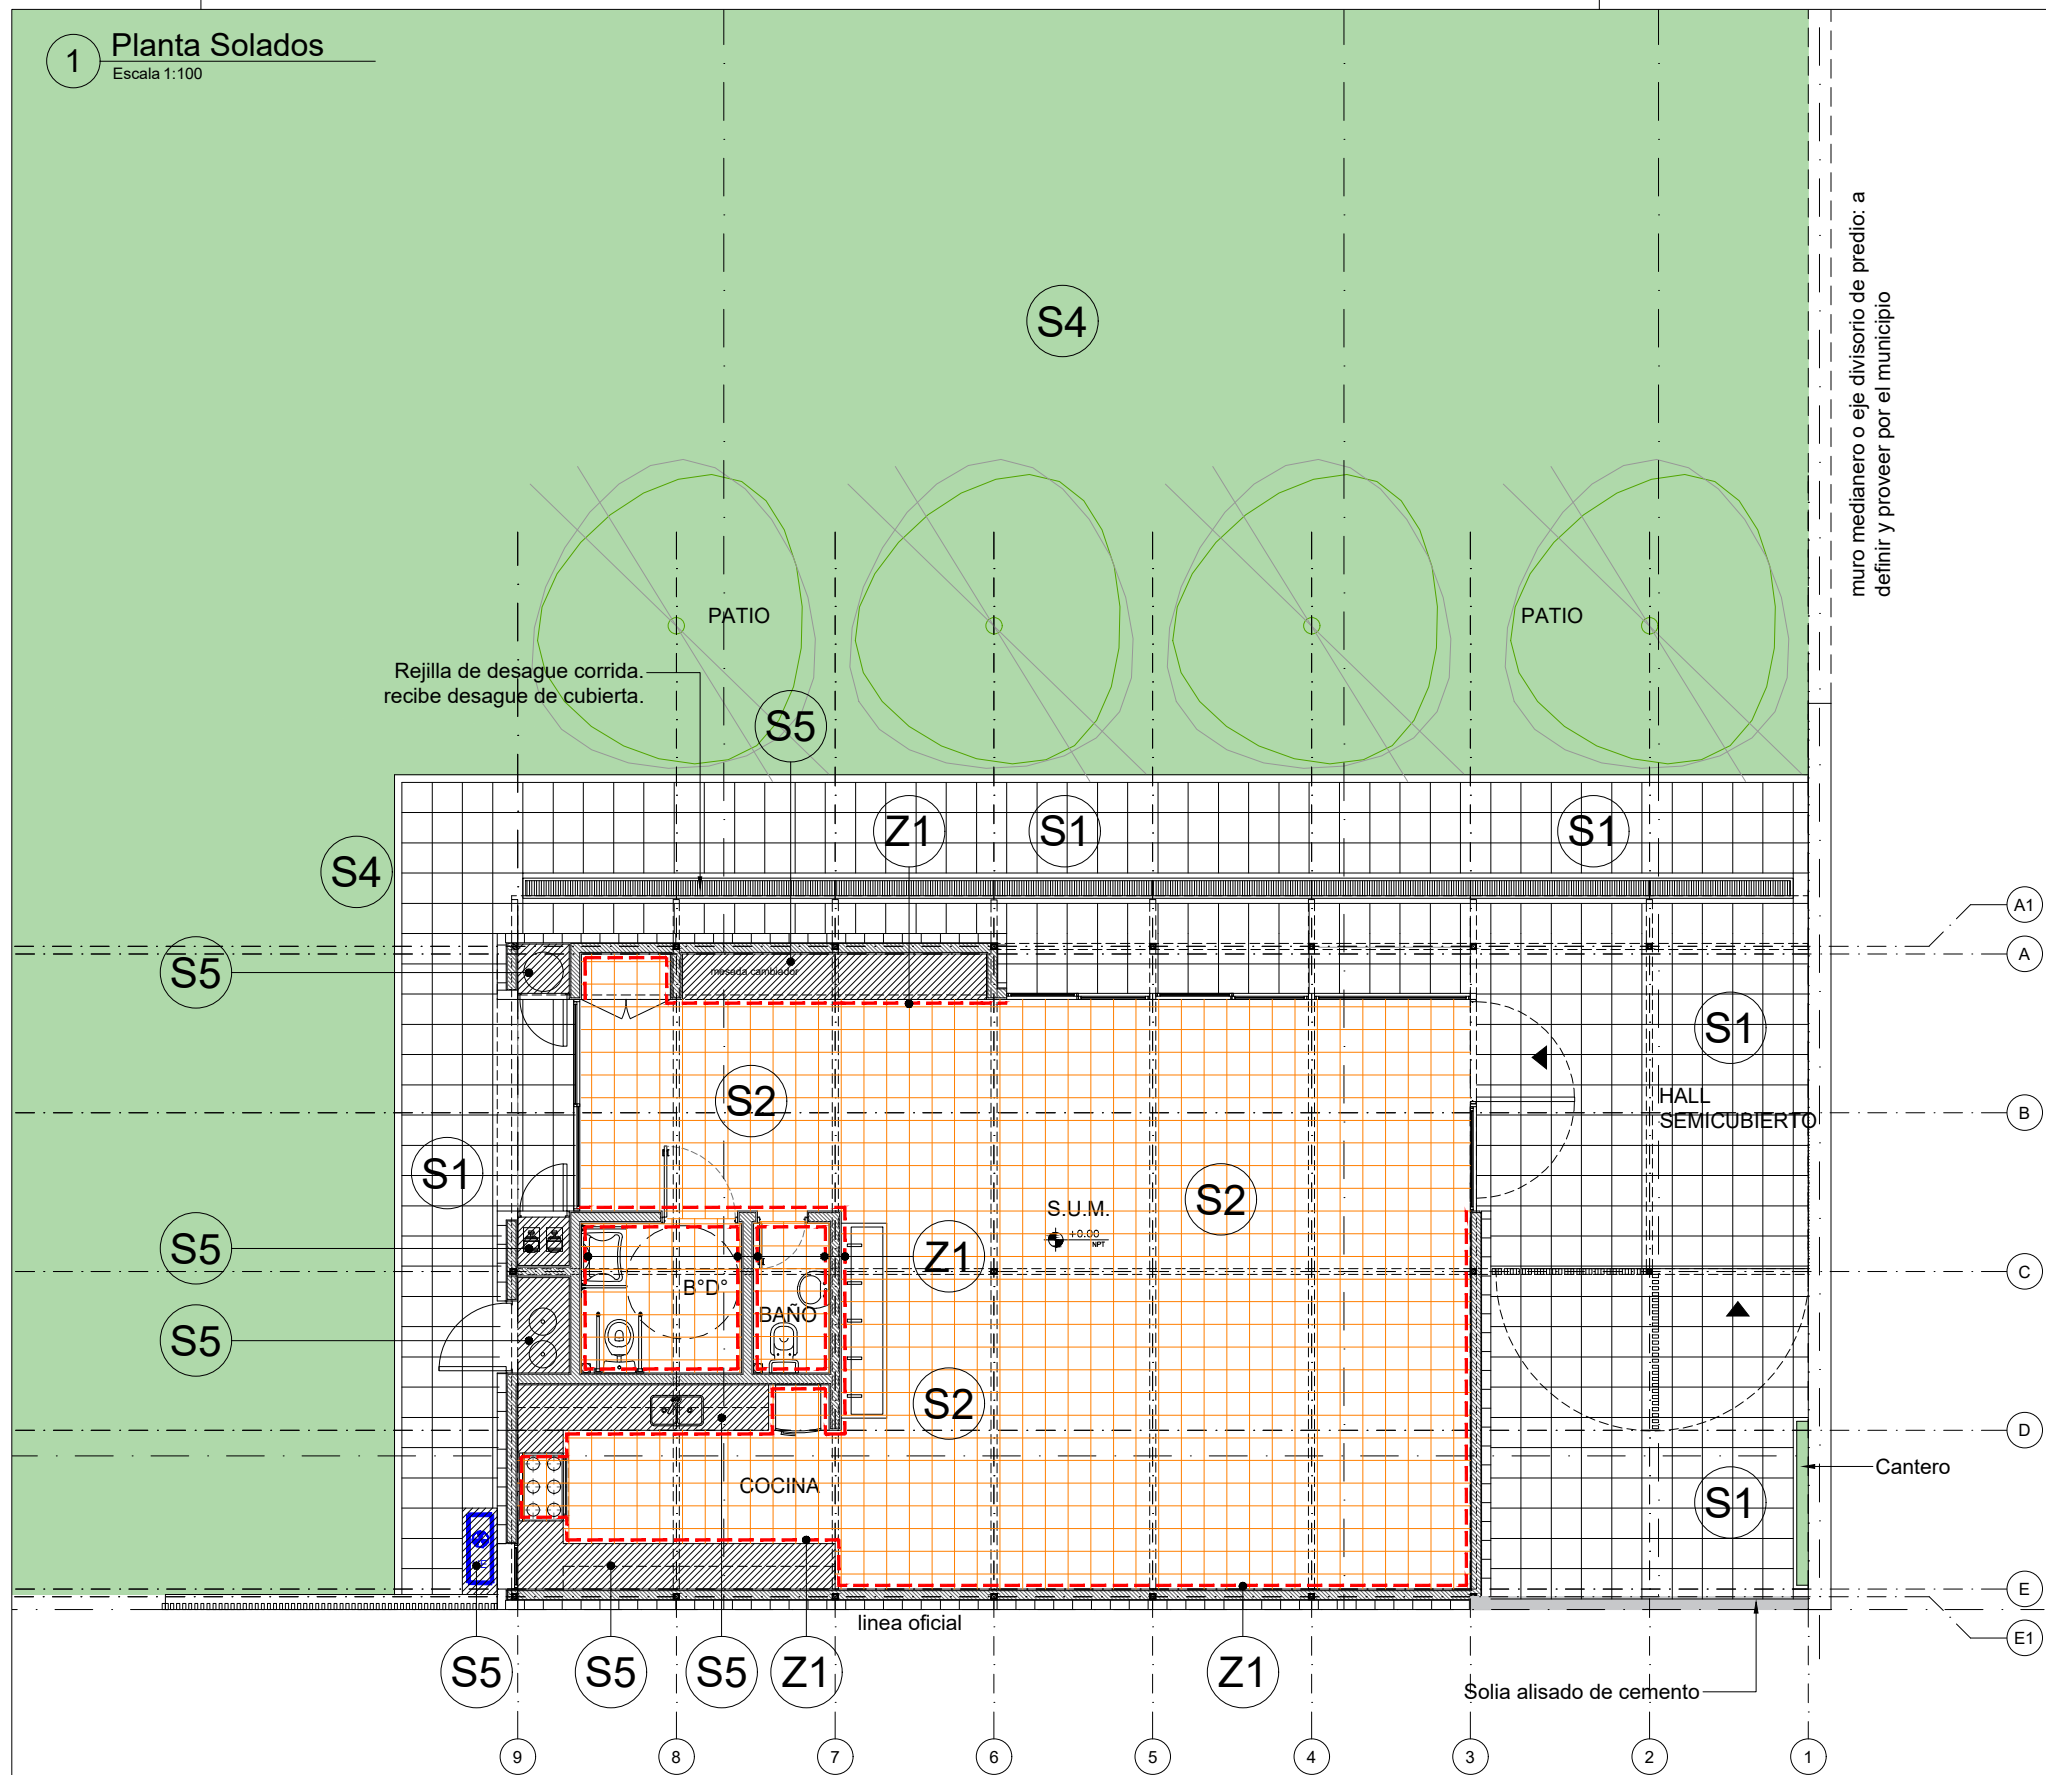 1
Planta Solados
Escala 1:100
muro medianero o eje divisorio de predio: a
definir y proveer por el municipio
S4
PATIO
PATIO
Rejilla de desague corrida.
recibe desague de cubierta.
S5
Z1
S1
S1
S4
A1
A
S5
mesada cambiador
S1
S2
HALL
SEMICUBIERTO
B
S1
S2
S.U.M.
+0.00
NPT
S5
Z1
C
B°D°
BAÑO
S5
S2
D
Cantero
COCINA
S1
E
linea oficial
E1
S5
S5
S5
Z1
Z1
Solia alisado de cemento
9
8
7
6
5
4
3
2
1